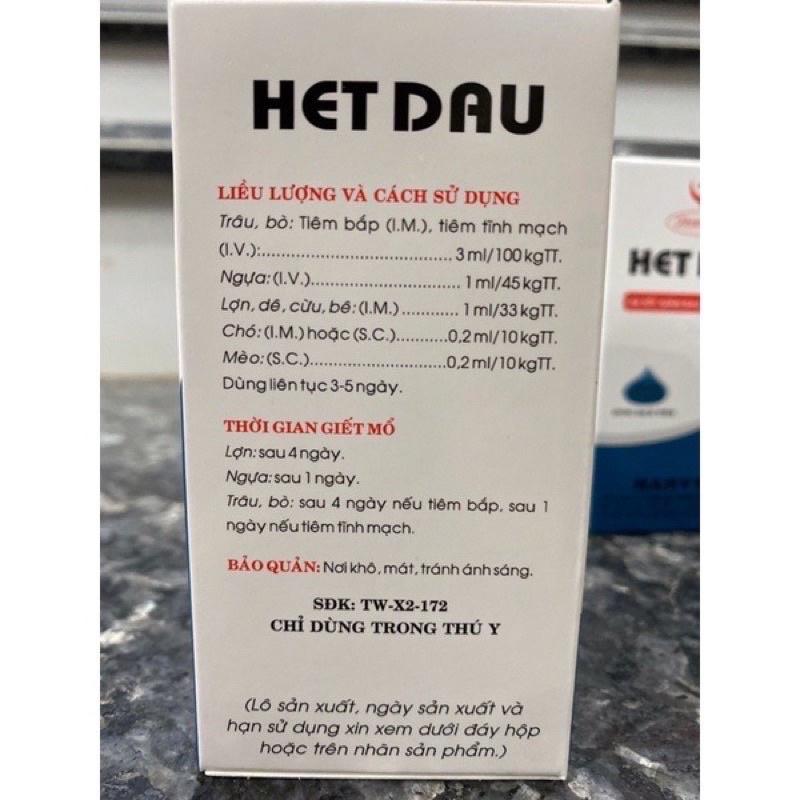 HET DAU
LIỀU LƯỢNG VÀ CÁCH SỬ DỤNG
Trâu, bò: Tiêm bắp (I.M.), tiêm tĩnh mạch
(I.V.):............................................ 3 ml/100 kgTT.
Ngựa: (I.V.)................................. 1 ml/45 kgTT.
Lợn, dê, cừu, bê: (I.M.) ............ 1 ml/33 kgTT.
Chó: (I.M.) hoặc (S.C.)...........0,2 ml/10 kgTT.
Mèo: (S.C.)..............................0,2 ml/10 kgTT.
Dùng liên tục 3-5 ngày.
THỜI GIAN GIẾT MỔ
Lợn: sau 4 ngày.
Ngựa: sau 1 ngày.
Trâu, bò: sau 4 ngày nếu tiêm bắp, sau 1
ngày nếu tiêm tĩnh mạch.
BẢO QUẢN: Nơi khô, mát, tránh ánh sáng.
SĐK: TW-X2-172
CHỈ DÙNG TRONG THÚ Y
(Lô sản xuất, ngày sản xuất và
hạn sử dụng xin xem dưới đáy hộp
hoặc trên nhãn sản phẩm.)
HET